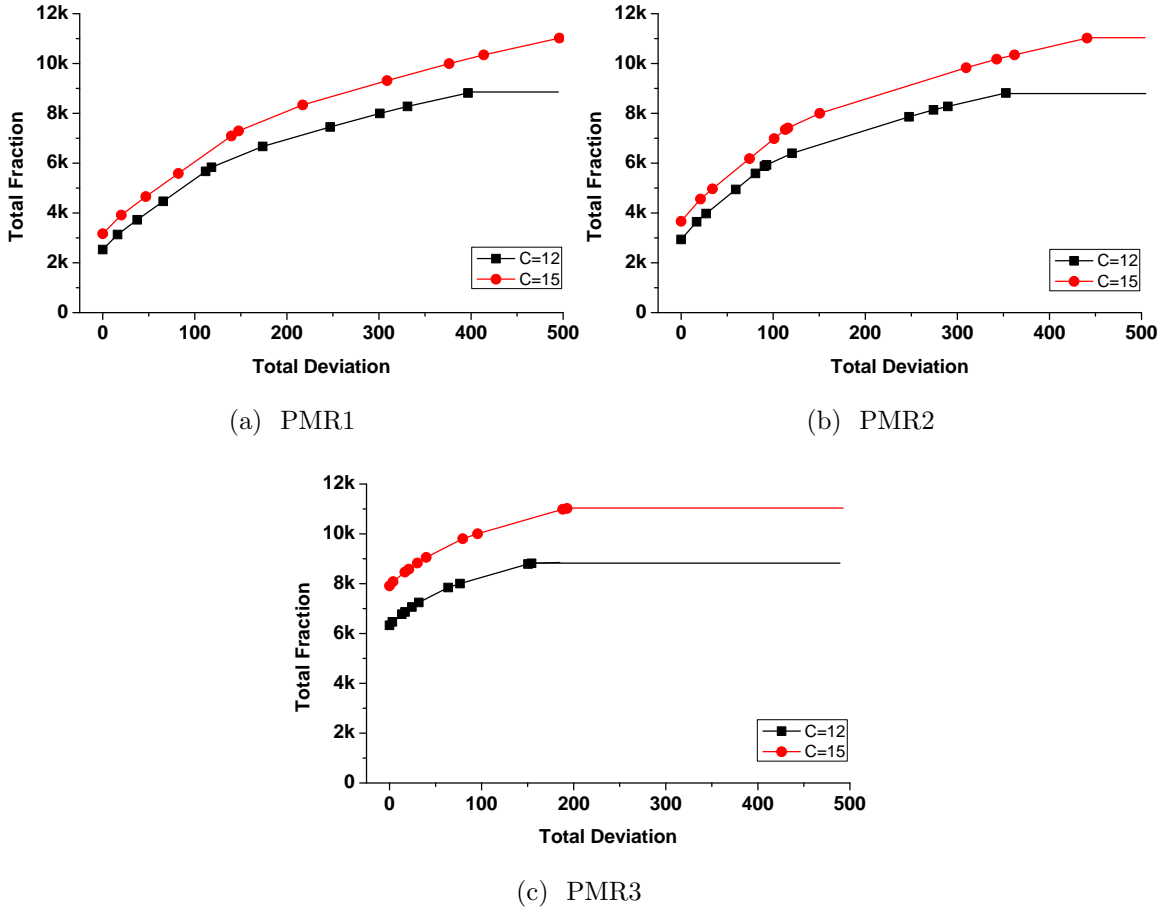 12k
10k
8k
6k
4k
2k
0
Total Fraction
0 100 200 300 400 500
Total Deviation
C=12
C=15
(a) PMR1
12k
10k
8k
6k
4k
2k
0
Total Fraction
0 100 200 300 400 500
Total Deviation
C=12
C=15
(b) PMR2
12k
10k
8k
6k
4k
2k
0
Total Fraction
0 100 200 300 400 500
Total Deviation
C=12
C=15
(c) PMR3